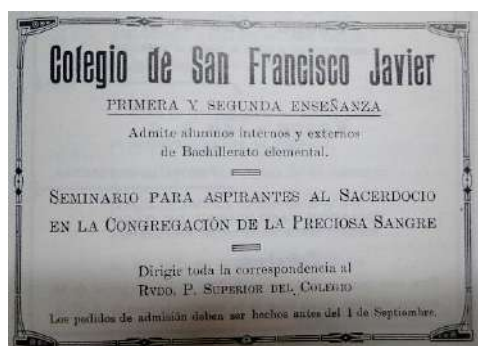 Colegio de San Francisco Javier
PRIMERA Y SEGUNDA ENSEÑANZA
Admite alumnos internos y externos
de Bachillerato elemental.
SEMINARIO PARA ASPIRANTES AL SACERDOCIO
EN LA CONGREGACIÓN DE LA PRECIOSA SANGRE
Dirigir toda la correspondencia al
RVDO. P. SUPERIOR DEL COLEGIO
Los pedidos de admisión deben ser hechos antes del 1 de Septiembre.